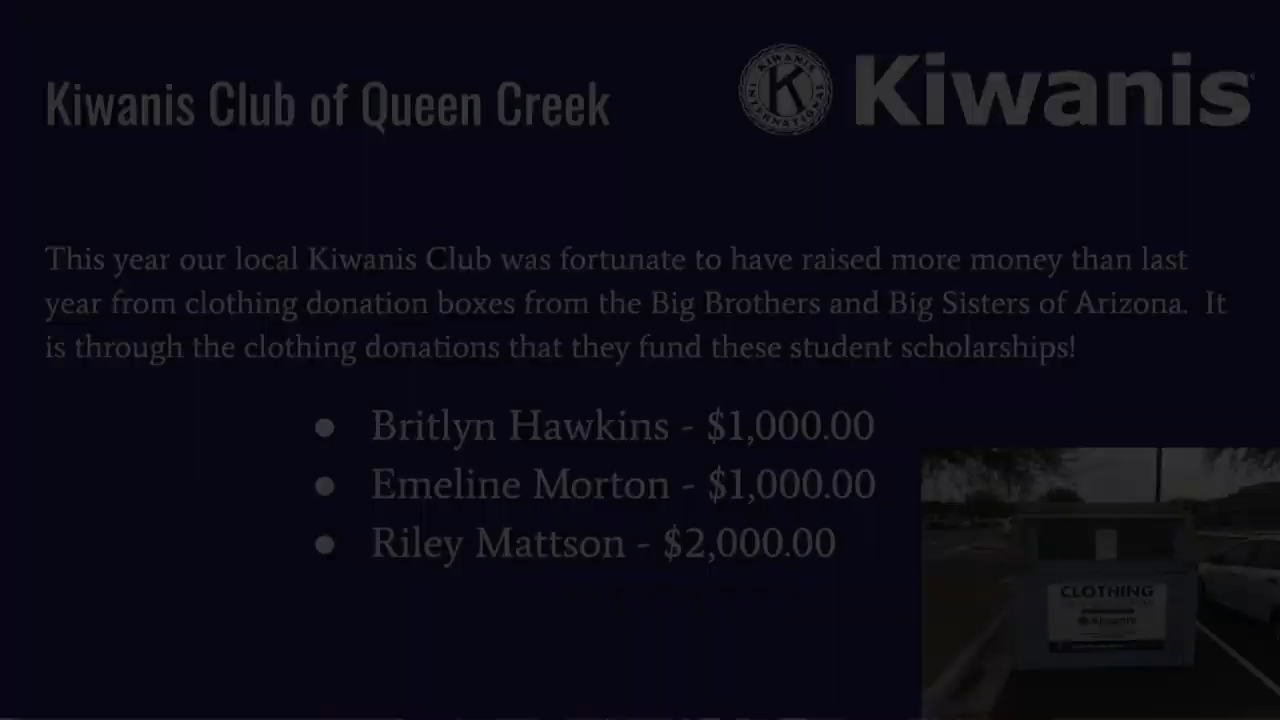 Kiwanis Club of Queen Creek
KIWANIS
K
INTERNATIONAL
Kiwanis
This year our local Kiwanis Club was fortunate to have raised more money than last
year from clothing donation boxes from the Big Brothers and Big Sisters of Arizona. It
is through the clothing donations that they fund these student scholarships!
● Britlyn Hawkins - $1,000.00
● Emeline Morton - $1,000.00
● Riley Mattson - $2,000.00
CLOTHING
Kiwanis